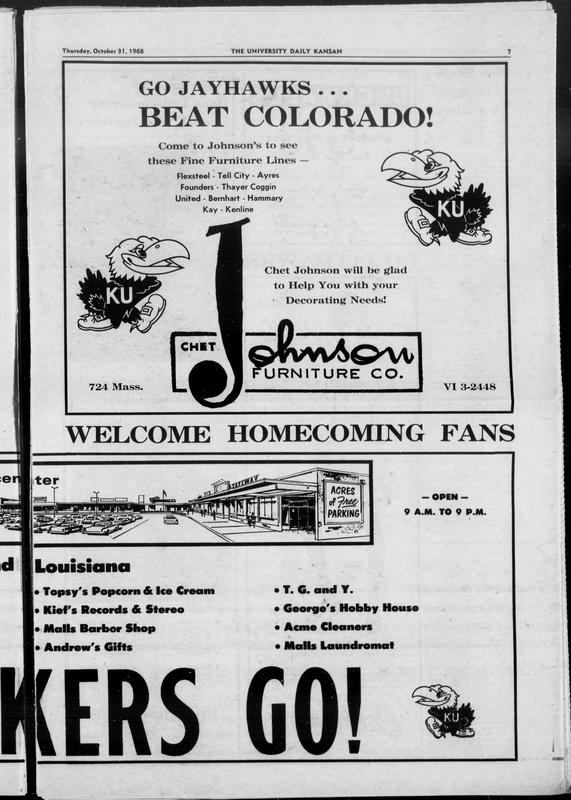 Thursday, October 31, 1968 THE UNIVERSITY DAILY KANSAN 7
GO JAYHAWKS . . .
BEAT COLORADO!
Come to Johnson's to see
these Fine Furniture Lines —
Flexsteel - Tell City - Ayres
Founders - Thayer Coggin
United - Bernhart - Hammary
Kay - Kenline
KU
KU
Chet Johnson will be glad
to Help You with your
Decorating Needs!
CHET Johnson
FURNITURE CO.
724 Mass. VI 3-2448
WELCOME HOMECOMING FANS
center
ACRES
of Free
PARKING
— OPEN —
9 A.M. TO 9 P.M.
d Louisiana
• Topsy's Popcorn & Ice Cream
• Kief's Records & Stereo
• Malls Barbor Shop
• Andrew's Gifts
• T. G. and Y.
• George's Hobby House
• Acme Cleaners
• Malls Laundromat
KERS GO!
KU